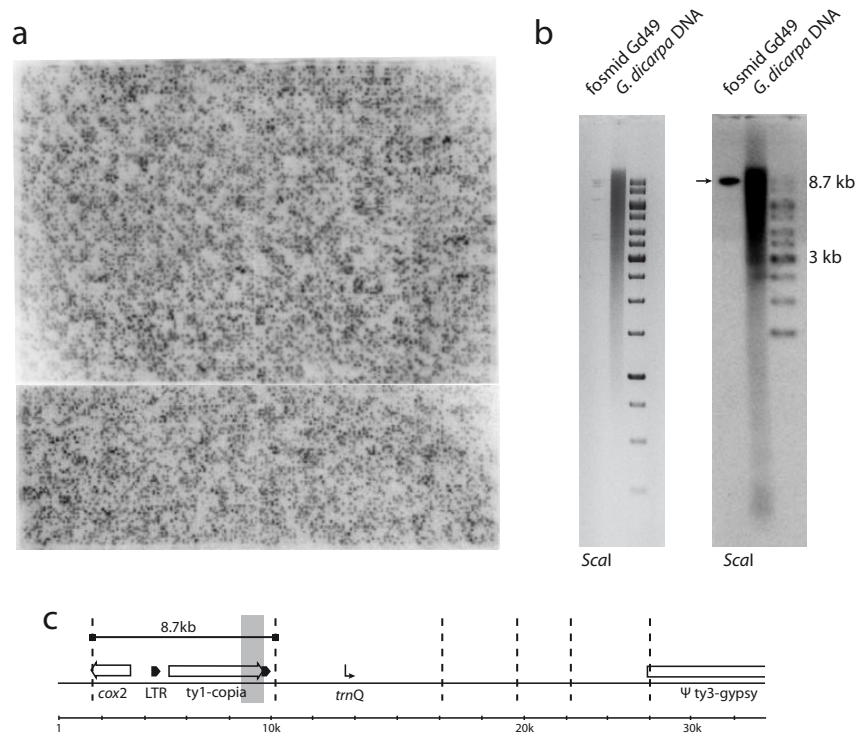 a
b
fosmid Gd49
G. dicarpa DNA
fosmid Gd49
G. dicarpa DNA
8.7 kb
3 kb
ScaI
ScaI
c
8.7kb
cox2
LTR
ty1-copia
trnQ
Ψ ty3-gypsy
1
10k
20k
30k